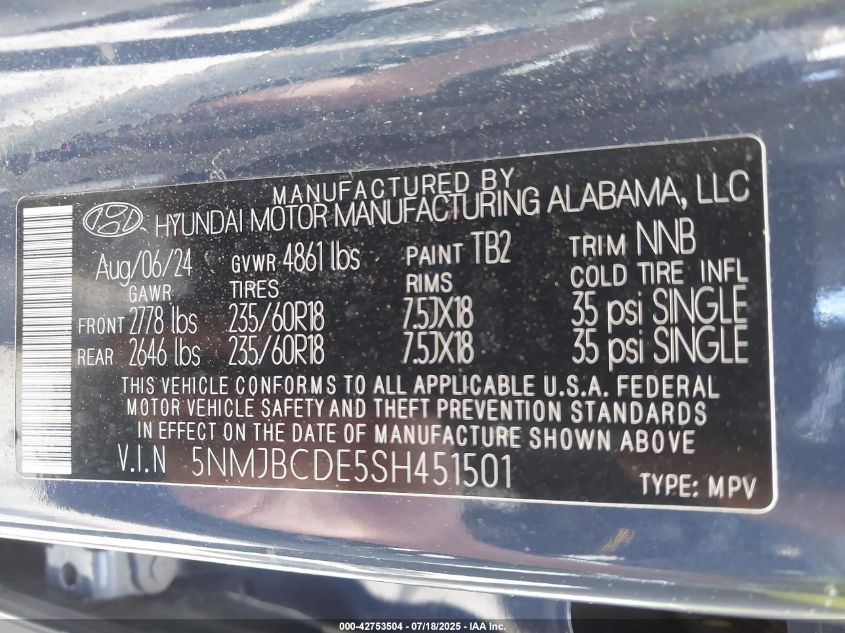 MANUFACTURED BY
HYUNDAI MOTOR MANUFACTURING ALABAMA, LLC
Aug/06/24 GVWR 4861 lbs PAINT TB2 TRIM NNB
GAWR TIRES RIMS COLD TIRE INFL
FRONT 2778 lbs 235/60R18 7.5JX18 35 psi SINGLE
REAR 2646 lbs 235/60R18 7.5JX18 35 psi SINGLE
THIS VEHICLE CONFORMS TO ALL APPLICABLE U.S.A. FEDERAL
MOTOR VEHICLE SAFETY AND THEFT PREVENTION STANDARDS
IN EFFECT ON THE DATE OF MANUFACTURE SHOWN ABOVE
V.I.N 5NMJBCDE5SH451501 TYPE: MPV
000-42753504 - 07/18/2025 - IAA Inc.